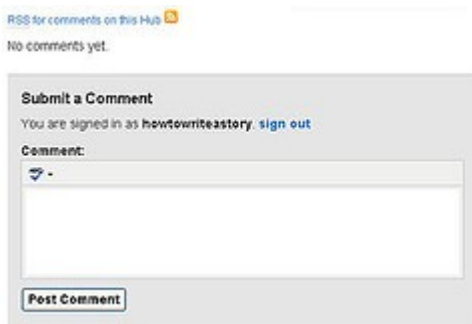 RSS for comments on this Hub
No comments yet.
Submit a Comment
You are signed in as howtowriteastory. sign out
Comment:
Post Comment